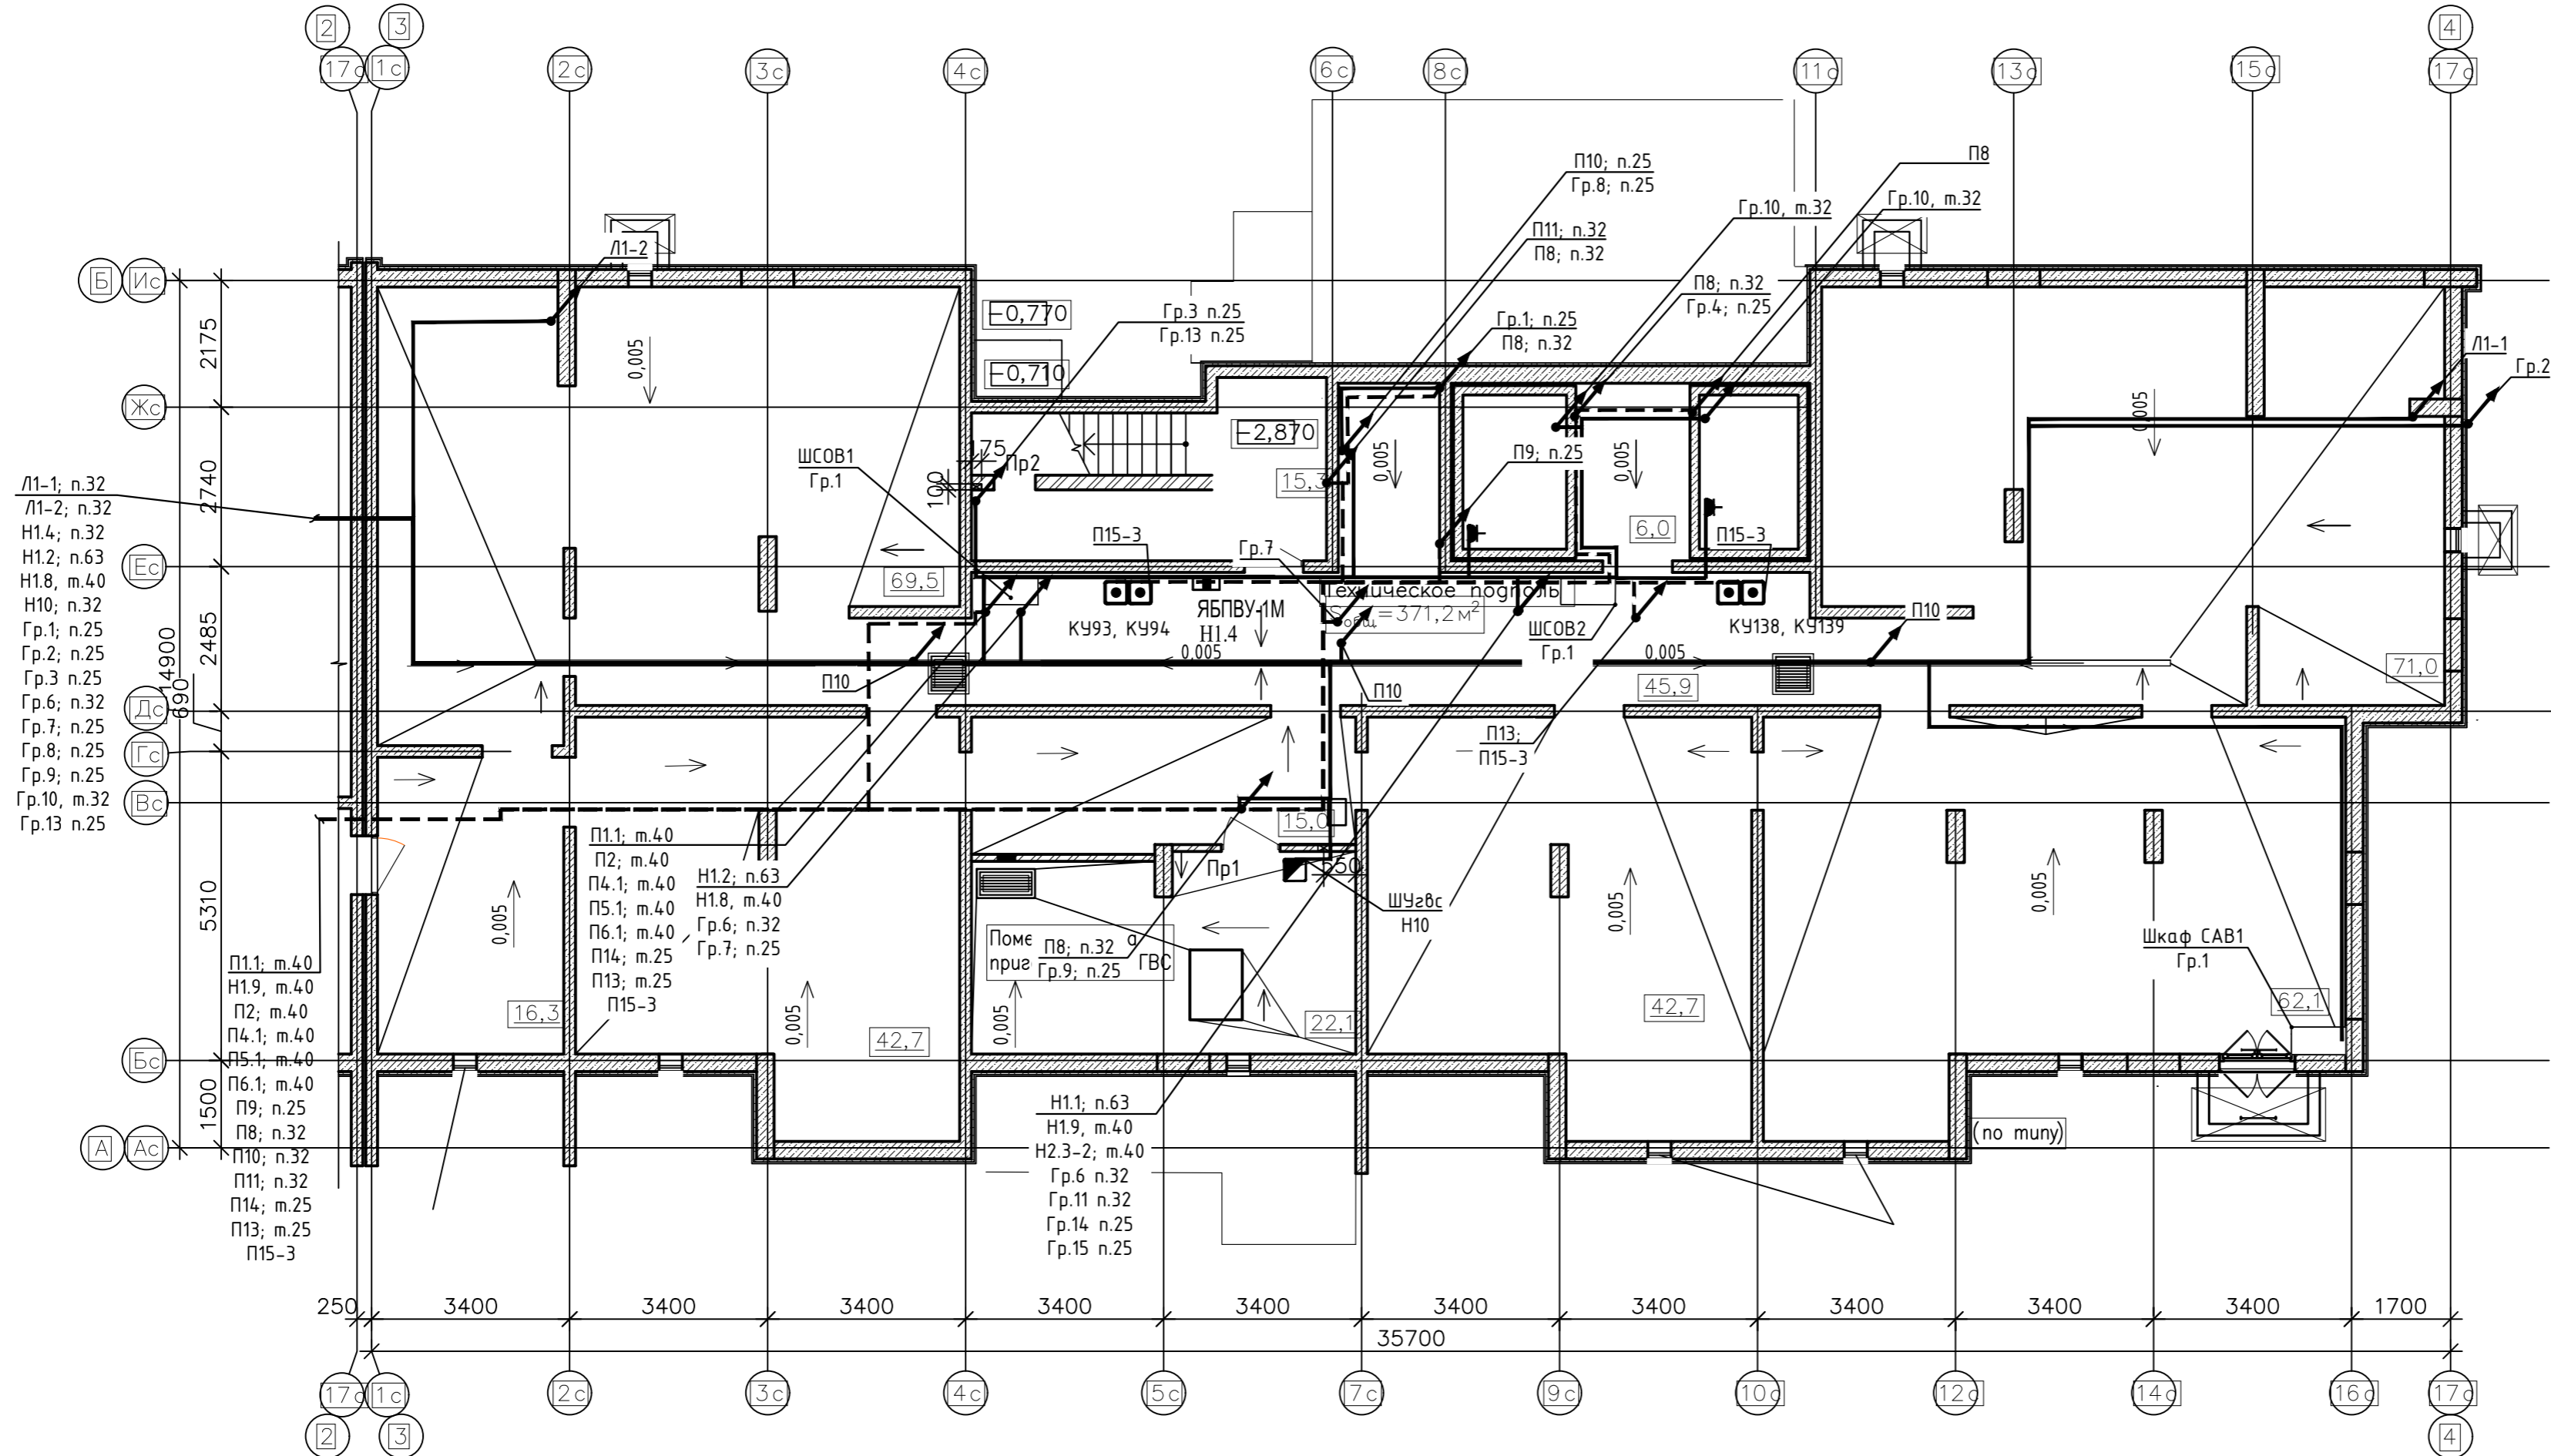 2
3
4
17с
1с
2с
3с
4с
6с
8с
11с
13с
15с
17с
П10; п.25
Гр.8; п.25
П8
Гр.10, т.32
Гр.10, т.32
П11; п.32
П8; п.32
Л1-2
Б
Ис
-0,770
Гр.3 п.25
Гр.13 п.25
П8; п.32
Гр.4; п.25
Гр.1; п.25
П8; п.32
Л1-1
Гр.2
2175
0,005
-0,710
Жс
-2,870
0,005
0,005
0,005
175
Пр2
100
ШСОВ1
Гр.1
15,3
П9; п.25
Л1-1; п.32
Л1-2; п.32
Н1.4; п.32
Н1.2; п.63
Н1.8, т.40
Н10; п.32
Гр.1; п.25
Гр.2; п.25
Гр.3 п.25
Гр.6; п.32
Гр.7; п.25
Гр.8; п.25
Гр.9; п.25
Гр.10, т.32
Гр.13 п.25
2740
6,0
П15-3
П15-3
Гр.7
Ес
69,5
Техническое подполь
=371,2м²
ЯБПВУ-1М
Н1.4
КУ93, КУ94
ШСОВ2
Гр.1
КУ138, КУ139
П10
2485
14900
690
0,005
0,005
71,0
П10
П10
45,9
Дс
Гс
П13;
П15-3
Вс
15,0
П1.1; т.40
П2; т.40
П4.1; т.40
П5.1; т.40
П6.1; т.40
П14; т.25
П13; т.25
П15-3
Н1.2; п.63
Н1.8, т.40
Гр.6; п.32
Гр.7; п.25
Пр1
550
ШУгвс
Н10
5310
0,005
0,005
0,005
0,005
0,005
Поме
приг
ГВС
П8; п.32
Гр.9; п.25
Шкаф САВ1
Гр.1
П1.1; т.40
Н1.9, т.40
П2; т.40
П4.1; т.40
П5.1; т.40
П6.1; т.40
П9; п.25
П8; п.32
П10; п.32
П11; п.32
П14; т.25
П13; т.25
П15-3
16,3
42,7
22,1
42,7
62,1
Бс
1500
Н1.1; п.63
Н1.9, т.40
Н2.3-2; т.40
Гр.6 п.32
Гр.11 п.32
Гр.14 п.25
Гр.15 п.25
(по типу)
А
Ас
250
3400
3400
3400
3400
3400
3400
3400
3400
3400
3400
1700
35700
17с
1с
2с
3с
4с
5с
7с
9с
10с
12с
14с
16с
17с
2
3
4